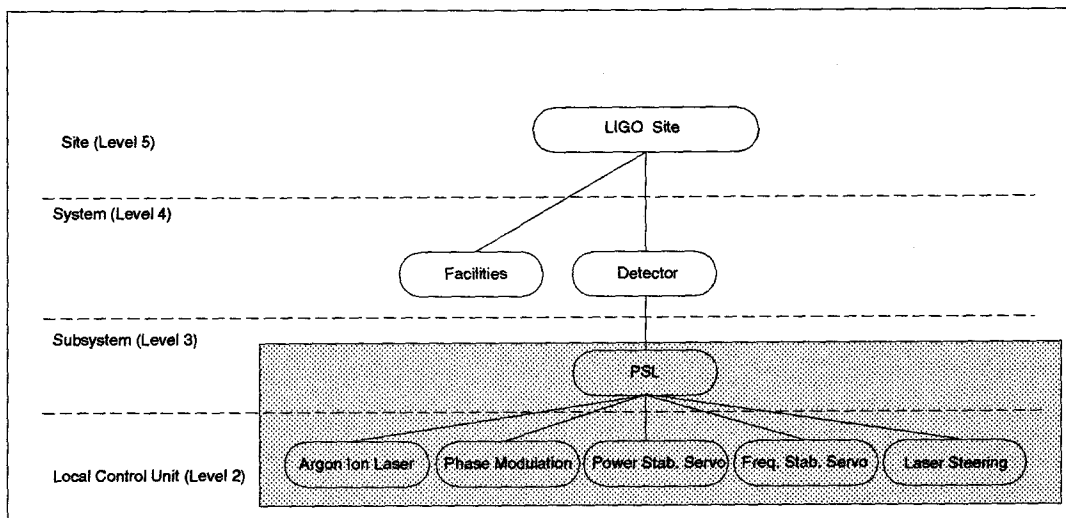 LIGO Site
Site (Level 5)
System (Level 4)
Facilities
Detector
Subsystem (Level 3)
PSL
Argon Ion Laser
Phase Modulation
Power Stab. Servo
Freq. Stab. Servo
Laser Steering
Local Control Unit (Level 2)